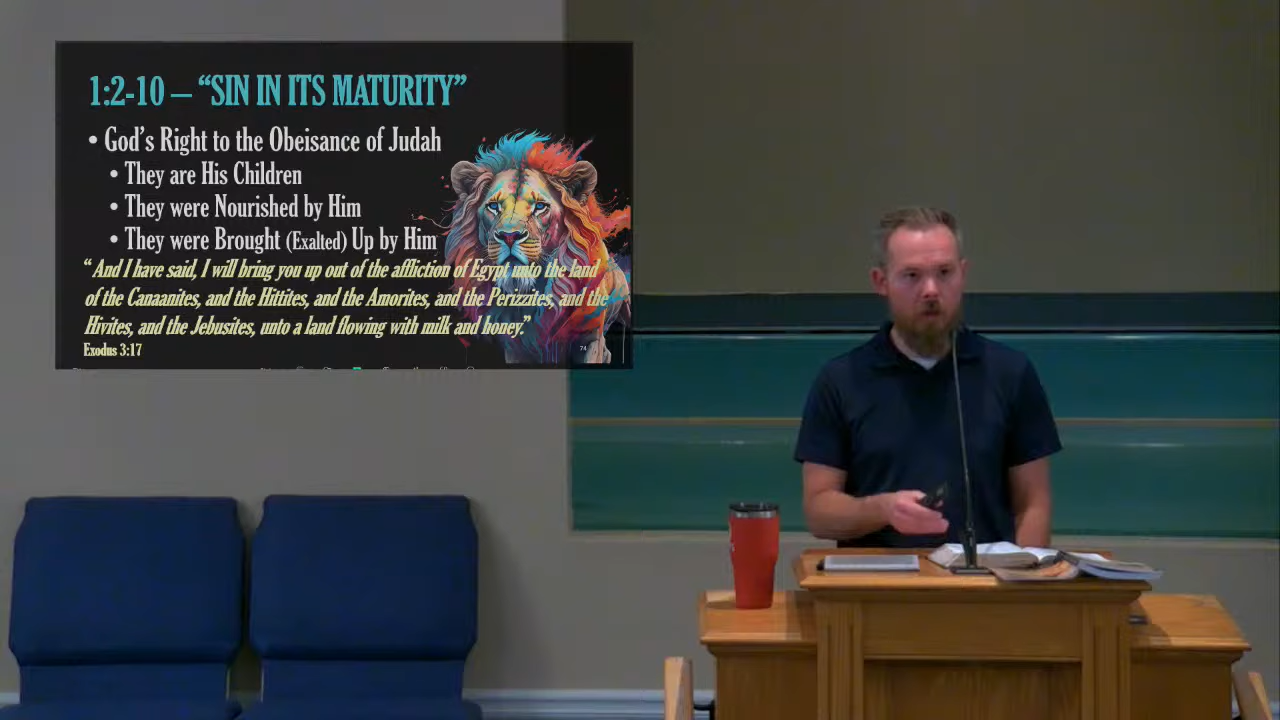 1:2-10 – “SIN IN ITS MATURITY”
• God’s Right to the Obeisance of Judah
• They are His Children
• They were Nourished by Him
• They were Brought (Exalted) Up by Him
“ And I have said, I will bring you up out of the affliction of Egypt unto the land
of the Canaanites, and the Hittites, and the Amorites, and the Perizzites, and the
Hivites, and the Jebusites, unto a land flowing with milk and honey.”
Exodus 3:17
74